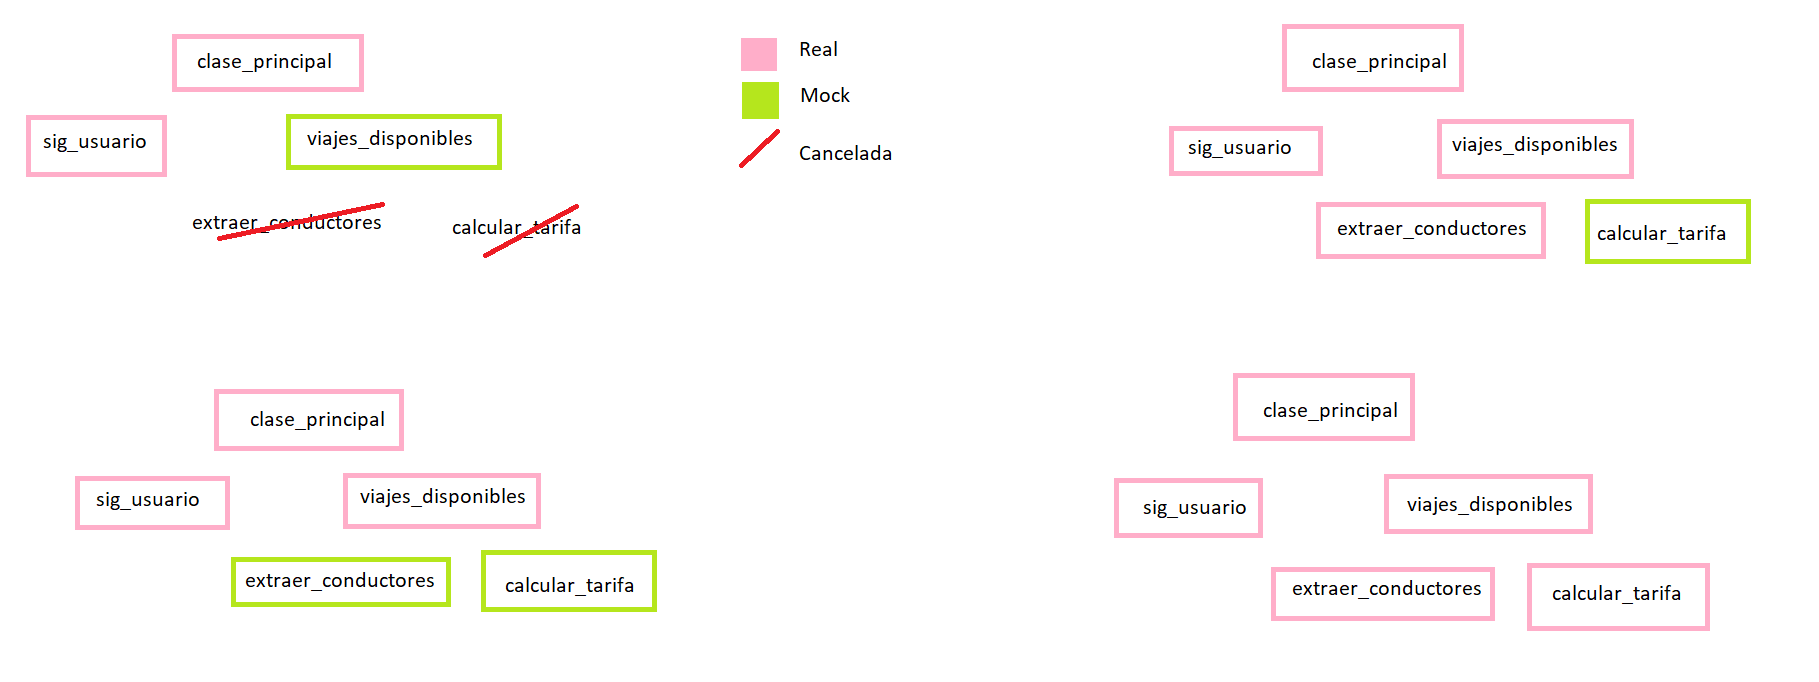 clase_principal
sig_usuario
viajes_disponibles
extraer_conductores
calcular_tarifa
Real
Mock
Cancelada
clase_principal
sig_usuario
viajes_disponibles
extraer_conductores
calcular_tarifa
clase_principal
sig_usuario
viajes_disponibles
extraer_conductores
calcular_tarifa
clase_principal
sig_usuario
viajes_disponibles
extraer_conductores
calcular_tarifa